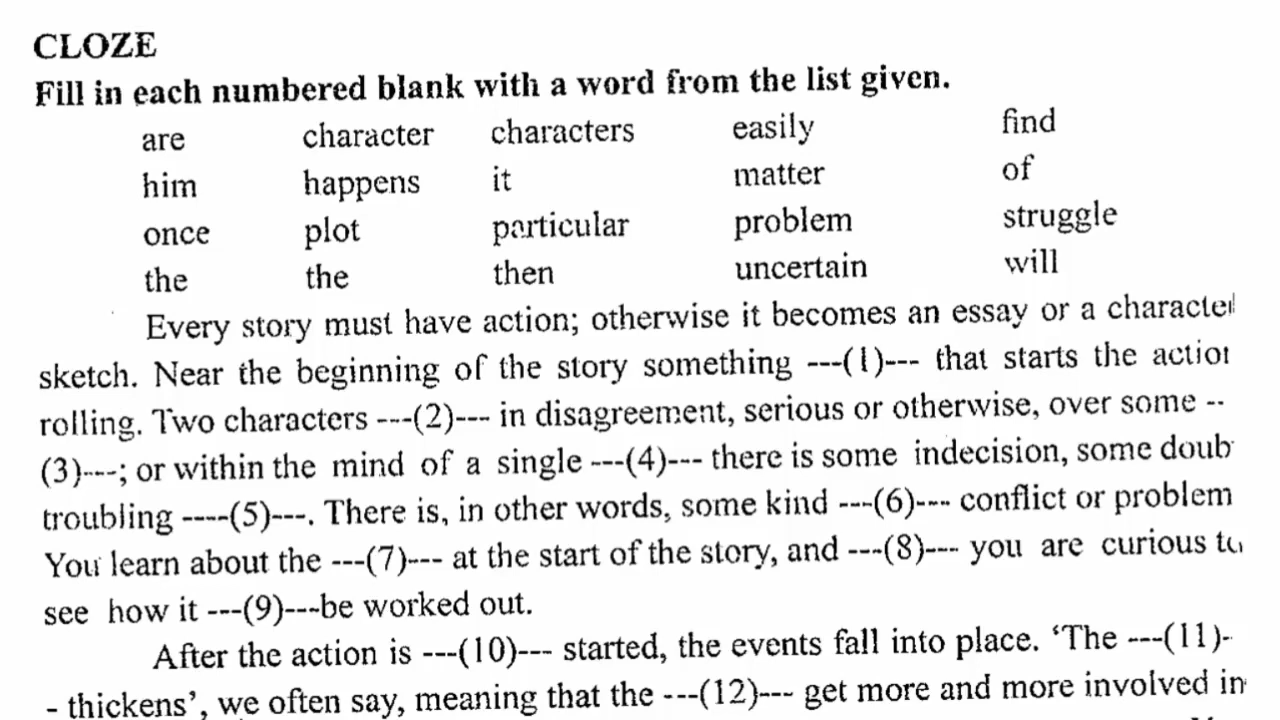 CLOZE
Fill in each numbered blank with a word from the list given.
are character characters easily find
him happens it matter of
once plot particular problem struggle
the the then uncertain will
Every story must have action; otherwise it becomes an essay or a character
sketch. Near the beginning of the story something ---(1)--- that starts the action
rolling. Two characters ---(2)--- in disagreement, serious or otherwise, over some --
(3)---; or within the mind of a single ---(4)--- there is some indecision, some doub
troubling ----(5)---. There is, in other words, some kind ---(6)--- conflict or problem
You learn about the ---(7)--- at the start of the story, and ---(8)--- you are curious to
see how it ---(9)---be worked out.
After the action is ---(10)--- started, the events fall into place. ‘The ---(11)-
- thickens’, we often say, meaning that the ---(12)--- get more and more involved in